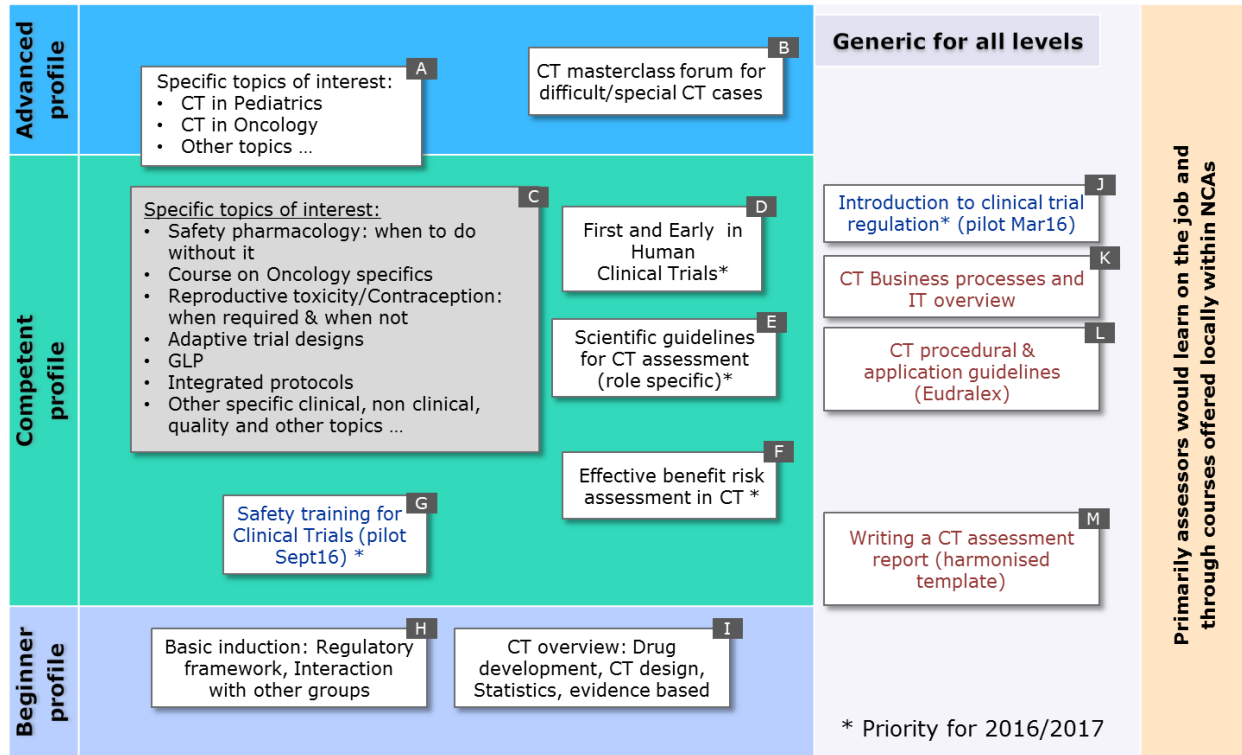 Advanced
profile
A
Specific topics of interest:
• CT in Pediatrics
• CT in Oncology
• Other topics …
B
CT masterclass forum for
difficult/special CT cases
Competent
profile
C
Specific topics of interest:
• Safety pharmacology: when to do
without it
• Course on Oncology specifics
• Reproductive toxicity/Contraception:
when required & when not
• Adaptive trial designs
• GLP
• Integrated protocols
• Other specific clinical, non clinical,
quality and other topics …
D
First and Early in
Human
Clinical Trials*
E
Scientific guidelines
for CT assessment
(role specific)*
F
Effective benefit risk
assessment in CT *
G
Safety training for
Clinical Trials (pilot
Sept16) *
Beginner
profile
H
Basic induction: Regulatory
framework, Interaction
with other groups
I
CT overview: Drug
development, CT design,
Statistics, evidence based
Generic for all levels
J
Introduction to clinical trial
regulation* (pilot Mar16)
K
CT Business processes and
IT overview
L
CT procedural &
application guidelines
(Eudralex)
M
Writing a CT assessment
report (harmonised
template)
* Priority for 2016/2017
Primarily assessors would learn on the job and
through courses offered locally within NCAs